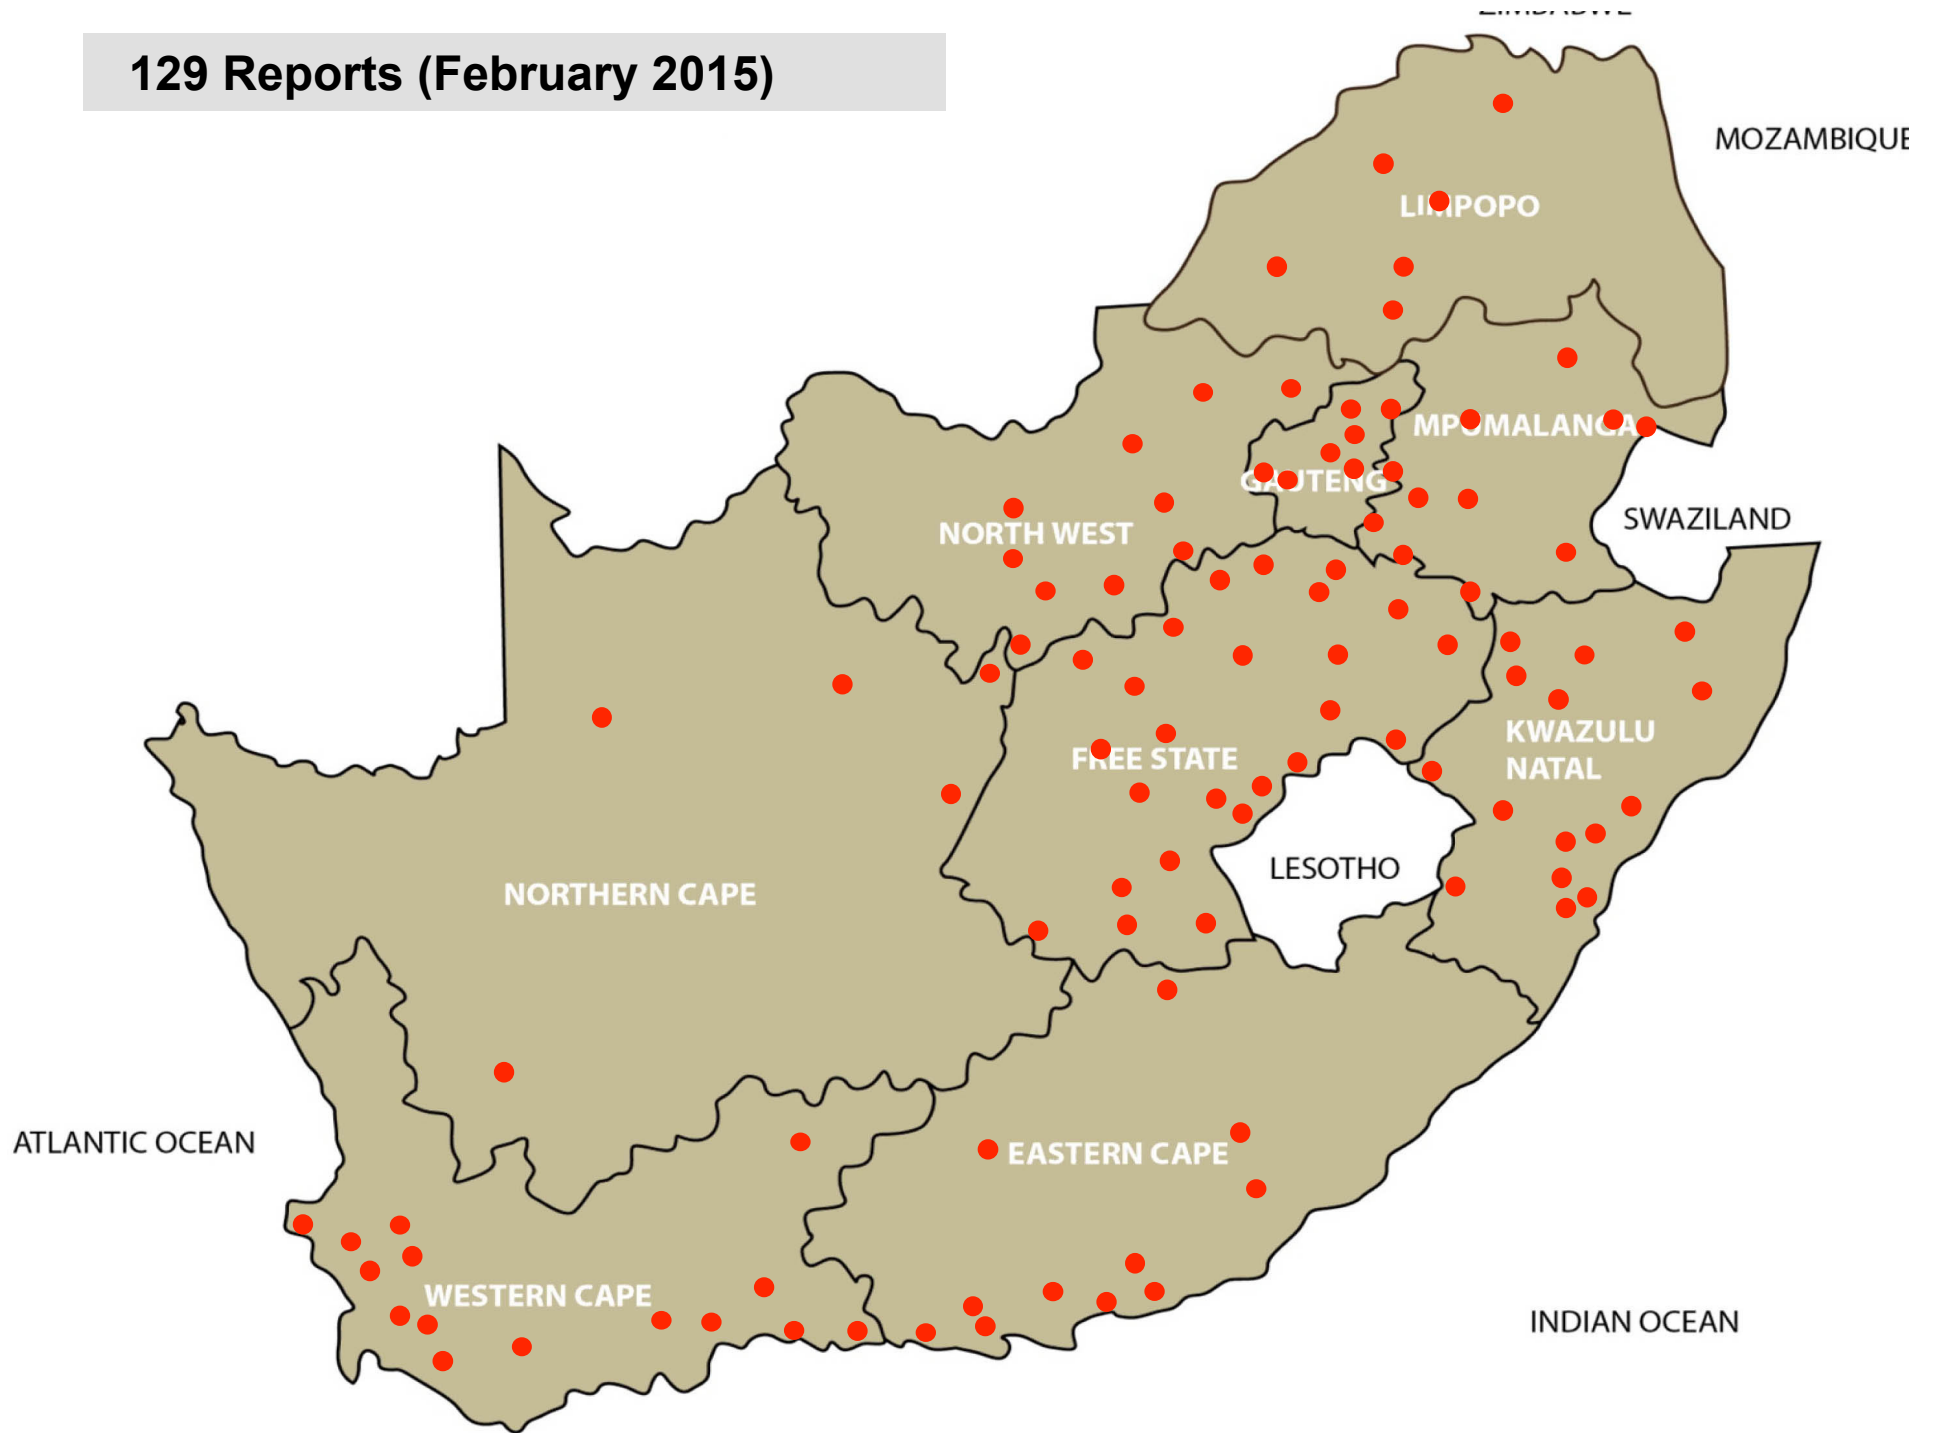 129 Reports (February 2015)
MOZAMBIQUE
LIMPOPO
MPUMALANGA
GAUTENG
SWAZILAND
NORTH WEST
KWAZULU
NATAL
FREE STATE
LESOTHO
NORTHERN CAPE
ATLANTIC OCEAN
EASTERN CAPE
WESTERN CAPE
INDIAN OCEAN